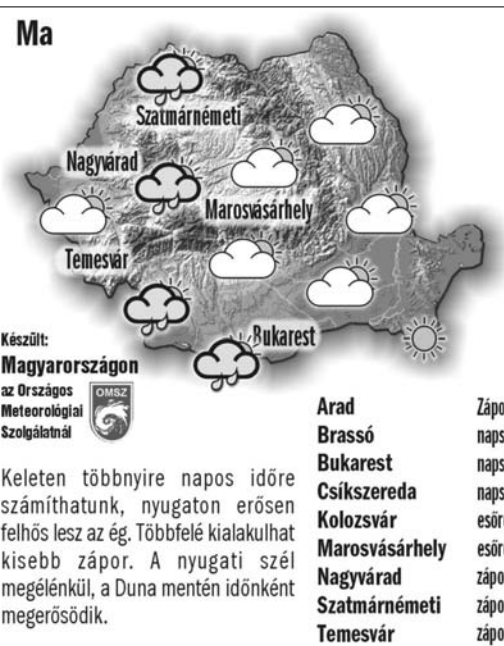 Ma
Szatmárnémeti
Nagyvárad
Marosvásárhely
Temesvár
Bukarest
Készült:
Magyarországon
az Országos
Meteorológiai
Szolgálatnál
OMSZ
Keleten többnyire napos időre
számíthatunk, nyugaton erősen
felhős lesz az ég. Többfelé kialakulhat
kisebb zápor. A nyugati szél
megélénkül, a Duna mentén időnként
megerősödik.
Arad
Brassó
Bukarest
Csíkszereda
Kolozsvár
Marosvásárhely
Nagyvárad
Szatmárnémeti
Temesvár